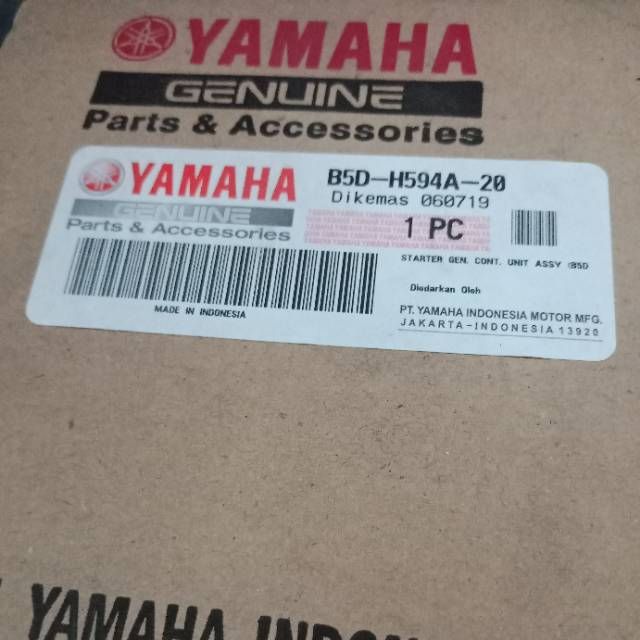 YAMAHA
GENUINE
Parts & Accessories
YAMAHA
GENUINE
Parts & Accessories
MADE IN INDONESIA
B5D-H594A-20
Dikemas 060719
1 PC
STARTER GEN. CONT. UNIT ASSY (B5D
Diedarkan Oleh
PT. YAMAHA INDONESIA MOTOR MFG.
JAKARTA-INDONESIA 13920
YAMAHA